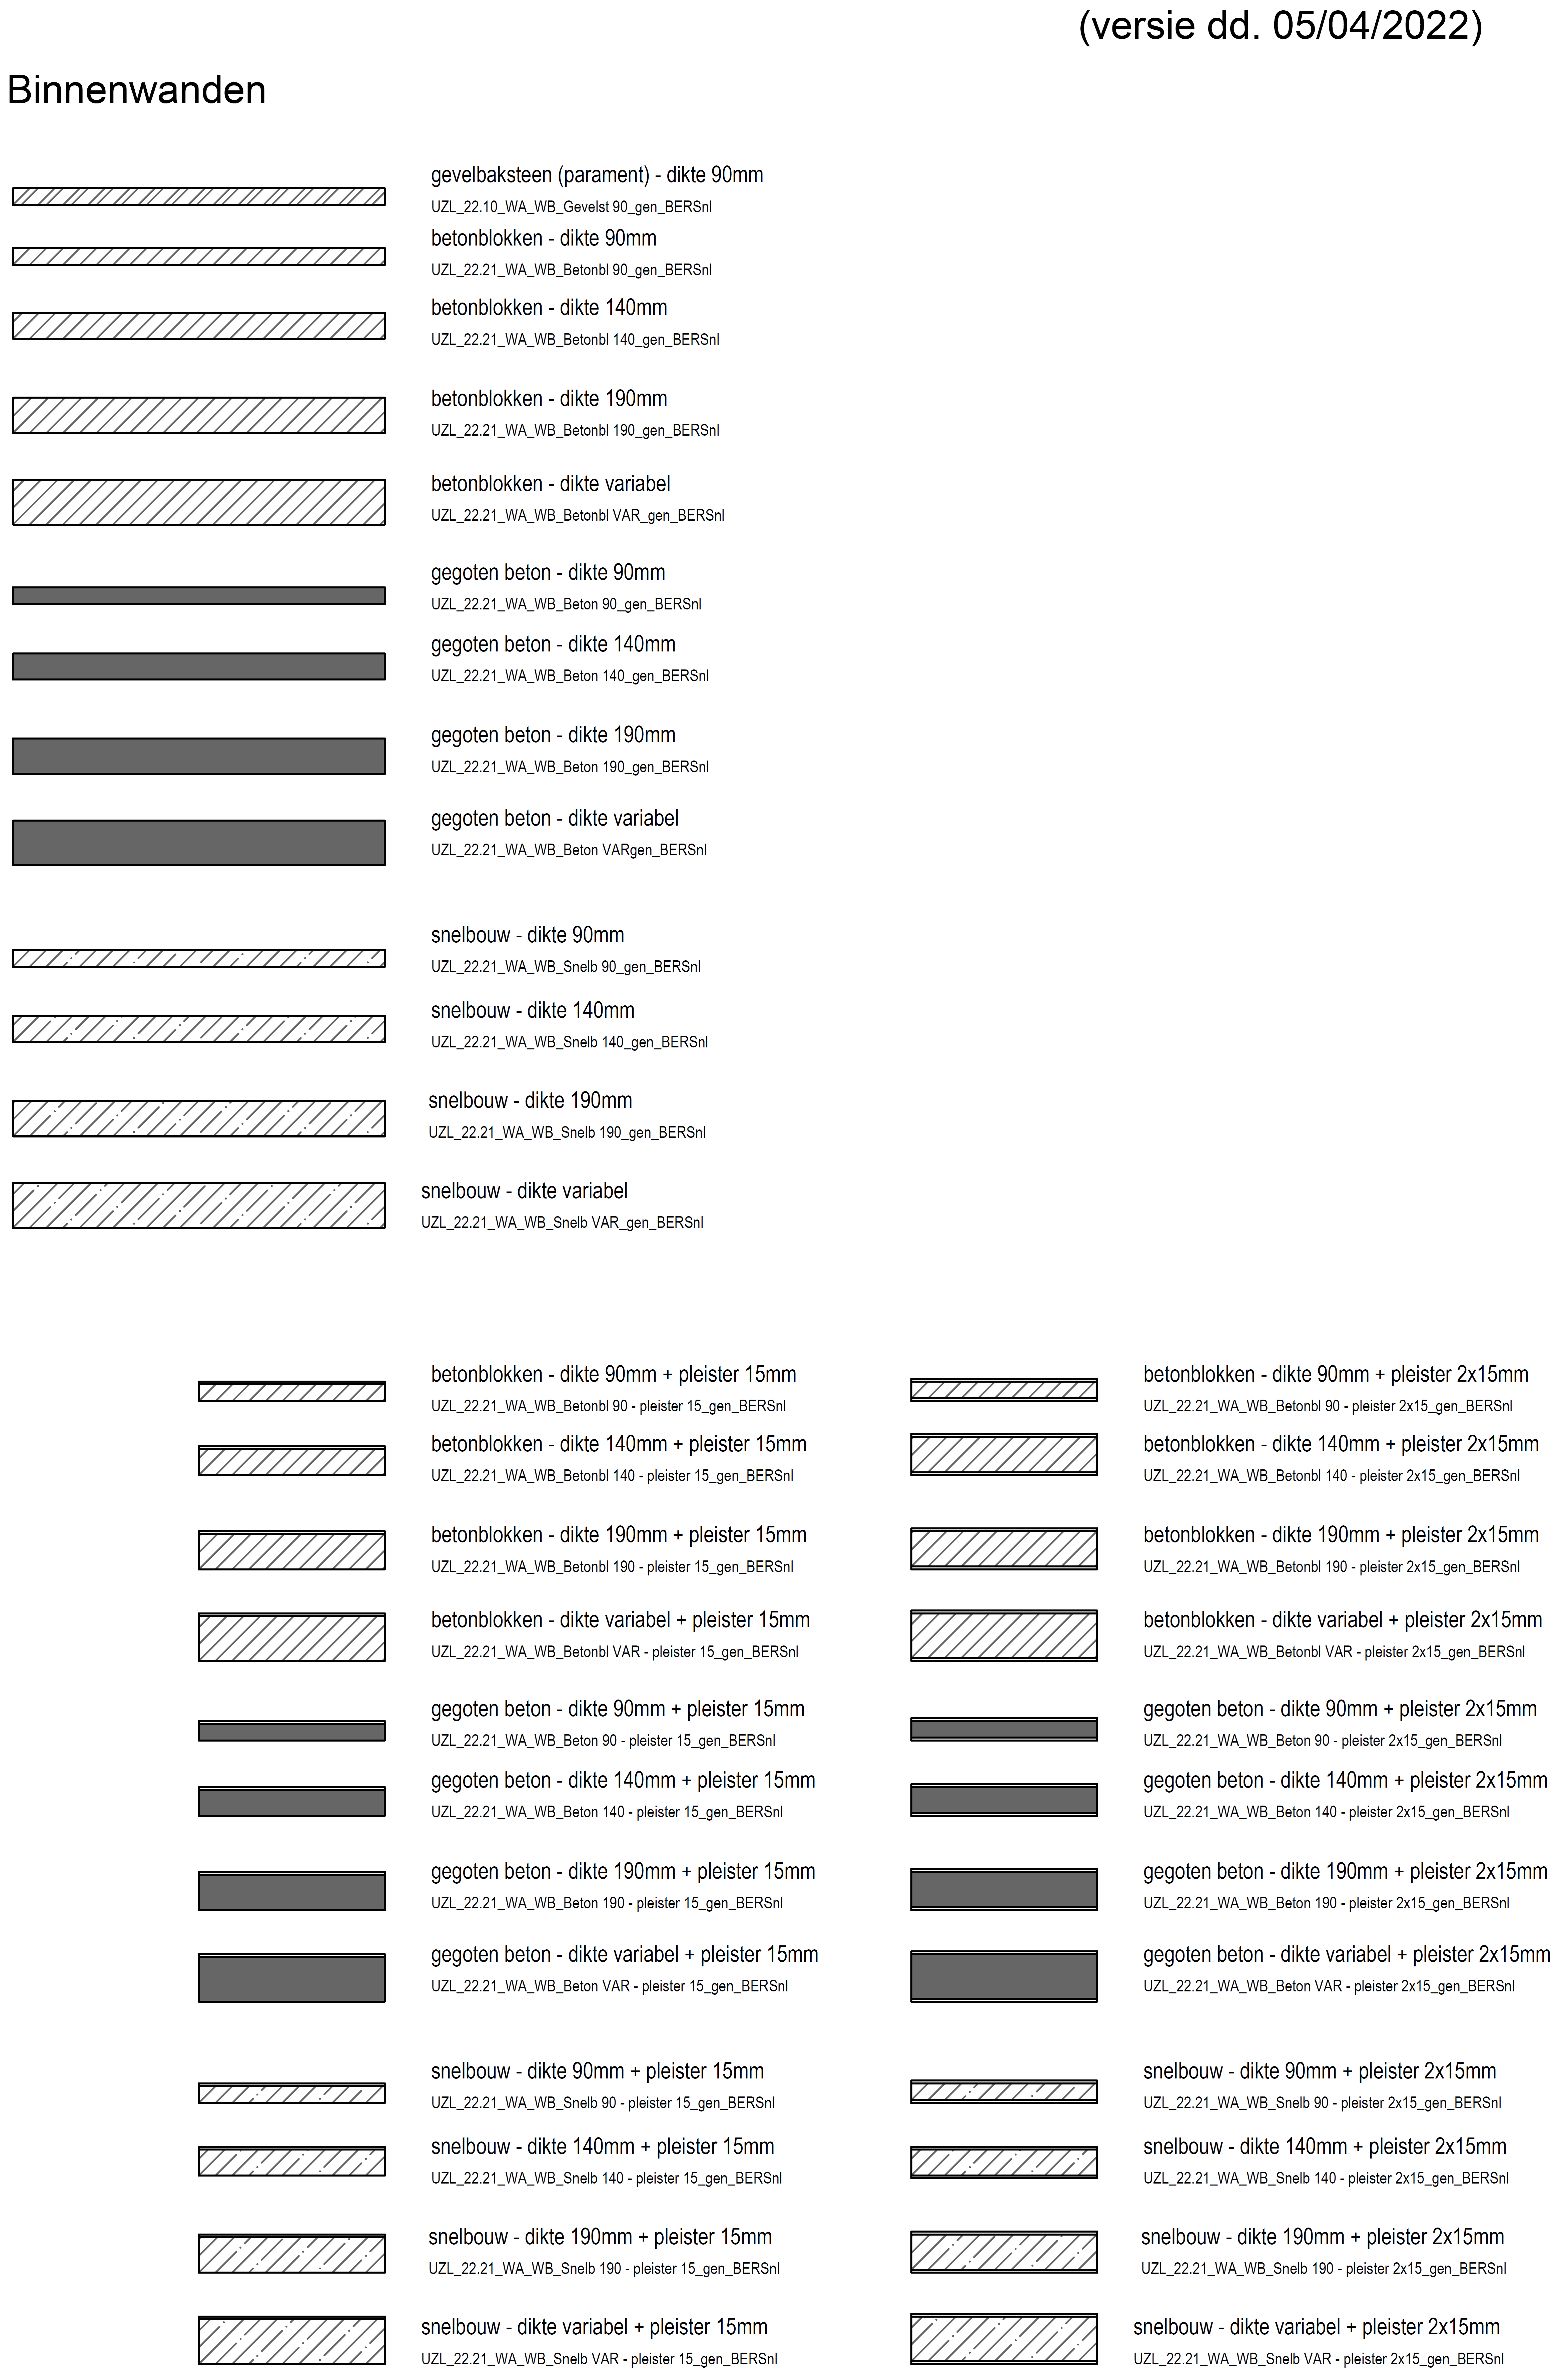 (versie dd. 05/04/2022)
Binnenwanden
gevelbaksteen (parament) - dikte 90mm
UZL_22.10_WA_WB_Gevelst 90_gen_BERSnl
betonblokken - dikte 90mm
UZL_22.21_WA_WB_Betonbl 90_gen_BERSnl
betonblokken - dikte 140mm
UZL_22.21_WA_WB_Betonbl 140_gen_BERSnl
betonblokken - dikte 190mm
UZL_22.21_WA_WB_Betonbl 190_gen_BERSnl
betonblokken - dikte variabel
UZL_22.21_WA_WB_Betonbl VAR_gen_BERSnl
gegoten beton - dikte 90mm
UZL_22.21_WA_WB_Beton 90_gen_BERSnl
gegoten beton - dikte 140mm
UZL_22.21_WA_WB_Beton 140_gen_BERSnl
gegoten beton - dikte 190mm
UZL_22.21_WA_WB_Beton 190_gen_BERSnl
gegoten beton - dikte variabel
UZL_22.21_WA_WB_Beton VARgen_BERSnl
snelbouw - dikte 90mm
UZL_22.21_WA_WB_Snelb 90_gen_BERSnl
snelbouw - dikte 140mm
UZL_22.21_WA_WB_Snelb 140_gen_BERSnl
snelbouw - dikte 190mm
UZL_22.21_WA_WB_Snelb 190_gen_BERSnl
snelbouw - dikte variabel
UZL_22.21_WA_WB_Snelb VAR_gen_BERSnl
betonblokken - dikte 90mm + pleister 15mm
UZL_22.21_WA_WB_Betonbl 90 - pleister 15_gen_BERSnl
betonblokken - dikte 140mm + pleister 15mm
UZL_22.21_WA_WB_Betonbl 140 - pleister 15_gen_BERSnl
betonblokken - dikte 190mm + pleister 15mm
UZL_22.21_WA_WB_Betonbl 190 - pleister 15_gen_BERSnl
betonblokken - dikte variabel + pleister 15mm
UZL_22.21_WA_WB_Betonbl VAR - pleister 15_gen_BERSnl
gegoten beton - dikte 90mm + pleister 15mm
UZL_22.21_WA_WB_Beton 90 - pleister 15_gen_BERSnl
gegoten beton - dikte 140mm + pleister 15mm
UZL_22.21_WA_WB_Beton 140 - pleister 15_gen_BERSnl
gegoten beton - dikte 190mm + pleister 15mm
UZL_22.21_WA_WB_Beton 190 - pleister 15_gen_BERSnl
gegoten beton - dikte variabel + pleister 15mm
UZL_22.21_WA_WB_Beton VAR - pleister 15_gen_BERSnl
snelbouw - dikte 90mm + pleister 15mm
UZL_22.21_WA_WB_Snelb 90 - pleister 15_gen_BERSnl
snelbouw - dikte 140mm + pleister 15mm
UZL_22.21_WA_WB_Snelb 140 - pleister 15_gen_BERSnl
snelbouw - dikte 190mm + pleister 15mm
UZL_22.21_WA_WB_Snelb 190 - pleister 15_gen_BERSnl
snelbouw - dikte variabel + pleister 15mm
UZL_22.21_WA_WB_Snelb VAR - pleister 15_gen_BERSnl
betonblokken - dikte 90mm + pleister 2x15mm
UZL_22.21_WA_WB_Betonbl 90 - pleister 2x15_gen_BERSnl
betonblokken - dikte 140mm + pleister 2x15mm
UZL_22.21_WA_WB_Betonbl 140 - pleister 2x15_gen_BERSnl
betonblokken - dikte 190mm + pleister 2x15mm
UZL_22.21_WA_WB_Betonbl 190 - pleister 2x15_gen_BERSnl
betonblokken - dikte variabel + pleister 2x15mm
UZL_22.21_WA_WB_Betonbl VAR - pleister 2x15_gen_BERSnl
gegoten beton - dikte 90mm + pleister 2x15mm
UZL_22.21_WA_WB_Beton 90 - pleister 2x15_gen_BERSnl
gegoten beton - dikte 140mm + pleister 2x15mm
UZL_22.21_WA_WB_Beton 140 - pleister 2x15_gen_BERSnl
gegoten beton - dikte 190mm + pleister 2x15mm
UZL_22.21_WA_WB_Beton 190 - pleister 2x15_gen_BERSnl
gegoten beton - dikte variabel + pleister 2x15mm
UZL_22.21_WA_WB_Beton VAR - pleister 2x15_gen_BERSnl
snelbouw - dikte 90mm + pleister 2x15mm
UZL_22.21_WA_WB_Snelb 90 - pleister 2x15_gen_BERSnl
snelbouw - dikte 140mm + pleister 2x15mm
UZL_22.21_WA_WB_Snelb 140 - pleister 2x15_gen_BERSnl
snelbouw - dikte 190mm + pleister 2x15mm
UZL_22.21_WA_WB_Snelb 190 - pleister 2x15_gen_BERSnl
snelbouw - dikte variabel + pleister 2x15mm
UZL_22.21_WA_WB_Snelb VAR - pleister 2x15_gen_BERSnl